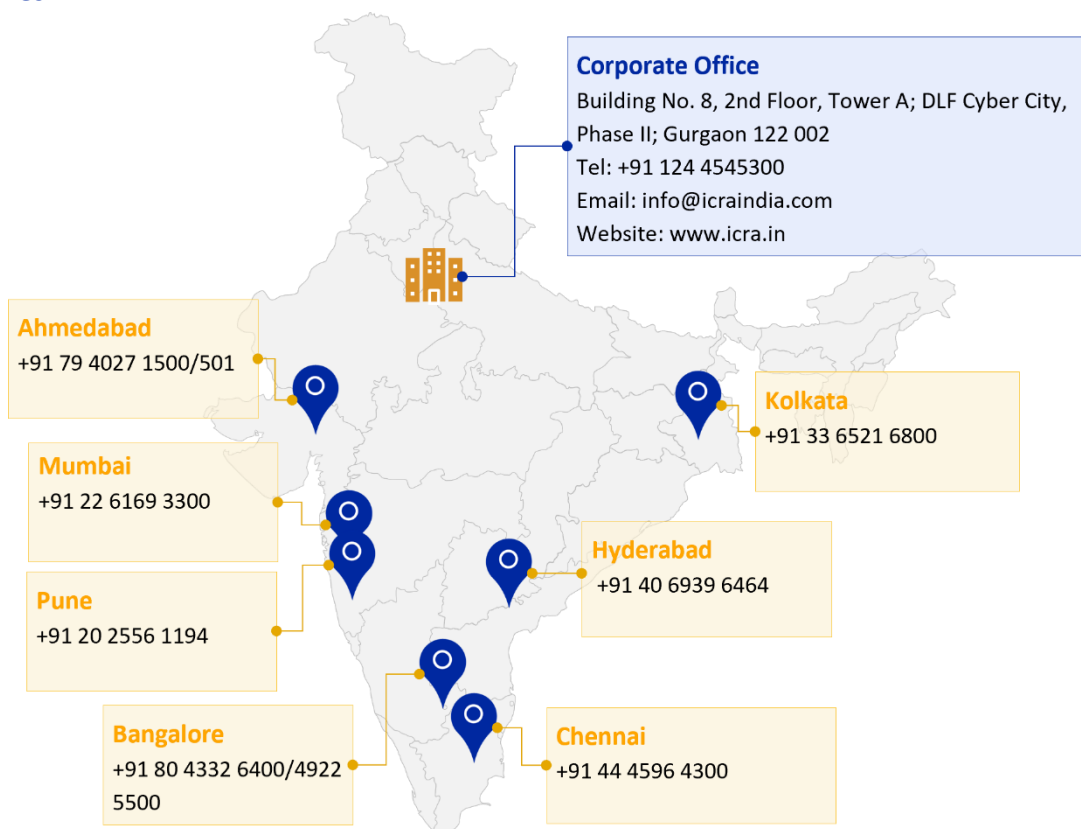 Corporate Office
Building No. 8, 2nd Floor, Tower A; DLF Cyber City,
Phase II; Gurgaon 122 002
Tel: +91 124 4545300
Email: info@icraindia.com
Website: www.icra.in
Ahmedabad
+91 79 4027 1500/501
Kolkata
+91 33 6521 6800
Mumbai
+91 22 6169 3300
Hyderabad
+91 40 6939 6464
Pune
+91 20 2556 1194
Bangalore
+91 80 4332 6400/4922
5500
Chennai
+91 44 4596 4300